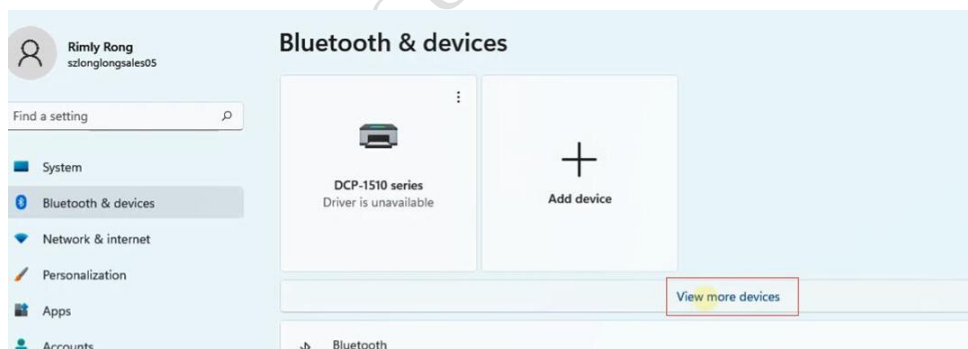 Rimly Rong
szlonglongsales05
Find a setting
System
Bluetooth & devices
Network & internet
Personalization
Apps
Accounts
Bluetooth & devices
DCP-1510 series
Driver is unavailable
Add device
View more devices
Bluetooth